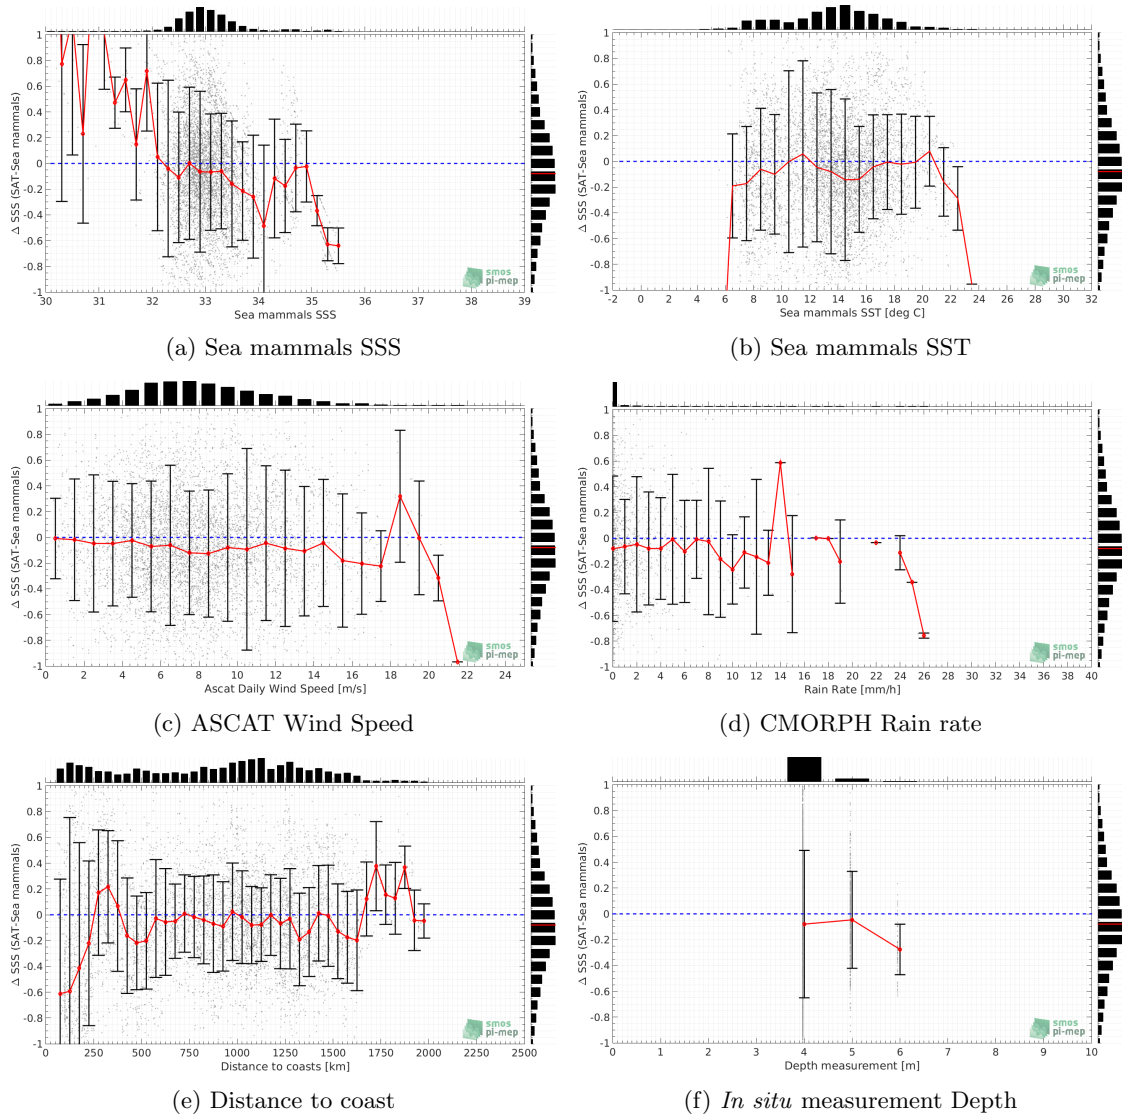 Δ SSS (SAT-Sea mammals)
1
0.8
0.6
0.4
0.2
0
-0.2
-0.4
-0.6
-0.8
-1
30 31 32 33 34 35 36 37 38 39
Sea mammals SSS
smos
pi-mep
(a) Sea mammals SSS
Δ SSS (SAT-Sea mammals)
1
0.8
0.6
0.4
0.2
0
-0.2
-0.4
-0.6
-0.8
-1
-2 0 2 4 6 8 10 12 14 16 18 20 22 24 26 28 30 32
Sea mammals SST [deg C]
smos
pi-mep
(b) Sea mammals SST
Δ SSS (SAT-Sea mammals)
1
0.8
0.6
0.4
0.2
0
-0.2
-0.4
-0.6
-0.8
-1
0 2 4 6 8 10 12 14 16 18 20 22 24
Ascat Daily Wind Speed [m/s]
smos
pi-mep
(c) ASCAT Wind Speed
Δ SSS (SAT-Sea mammals)
1
0.8
0.6
0.4
0.2
0
-0.2
-0.4
-0.6
-0.8
-1
0 2 4 6 8 10 12 14 16 18 20 22 24 26 28 30 32 34 36 38 40
Rain Rate [mm/h]
smos
pi-mep
(d) CMORPH Rain rate
Δ SSS (SAT-Sea mammals)
1
0.8
0.6
0.4
0.2
0
-0.2
-0.4
-0.6
-0.8
-1
0 250 500 750 1000 1250 1500 1750 2000 2250 2500
Distance to coasts [km]
smos
pi-mep
(e) Distance to coast
Δ SSS (SAT-Sea mammals)
1
0.8
0.6
0.4
0.2
0
-0.2
-0.4
-0.6
-0.8
-1
0 1 2 3 4 5 6 7 8 9 10
Depth measurement [m]
smos
pi-mep
(f) In situ measurement Depth